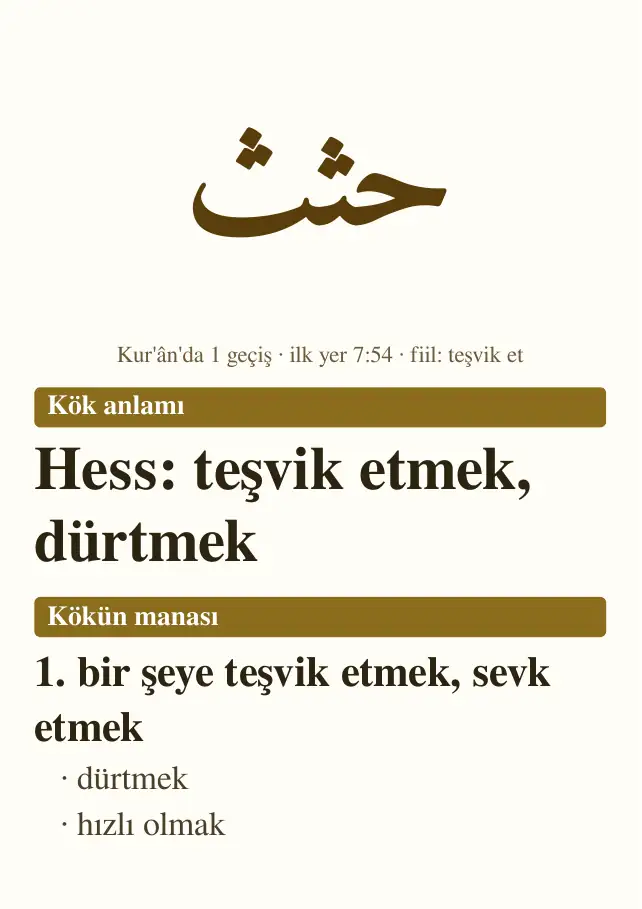 حثث
Kur'ân'da 1 geçiş · ilk yer 7:54 · fiil: teşvik et
Kök anlamı
Hess: teşvik etmek,
dürtmek
Kökün manası
1. bir şeye teşvik etmek, sevk
etmek
· dürtmek
· hızlı olmak